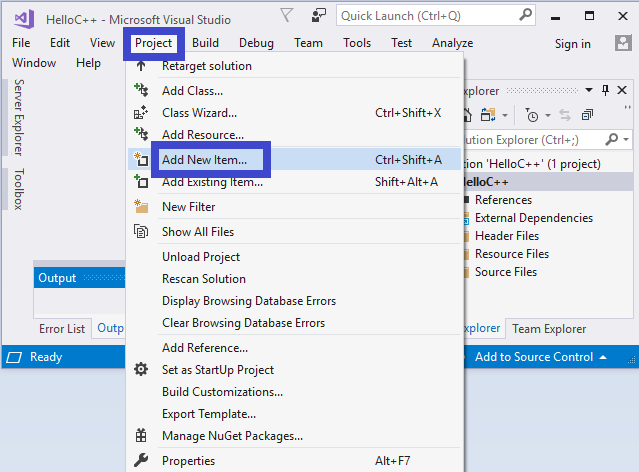 HelloC++ - Microsoft Visual Studio
Quick Launch (Ctrl+Q)
File Edit View Project Build Debug Team Tools Test Analyze Sign in
Window Help
Server Explorer
Toolbox
Retarget solution
Add Class...
Class Wizard... Ctrl+Shift+X
Add Resource...
Add New Item... Ctrl+Shift+A
Add Existing Item... Shift+Alt+A
New Filter
Show All Files
Unload Project
Rescan Solution
Display Browsing Database Errors
Clear Browsing Database Errors
Add Reference...
Set as StartUp Project
Build Customizations...
Export Template...
Manage NuGet Packages...
Properties Alt+F7
Output
Error List
Ready
xplorer
ution Explorer (Ctrl+;)
tion 'HelloC++' (1 project)
HelloC++
References
External Dependencies
Header Files
Resource Files
Source Files
xplorer Team Explorer
Add to Source Control